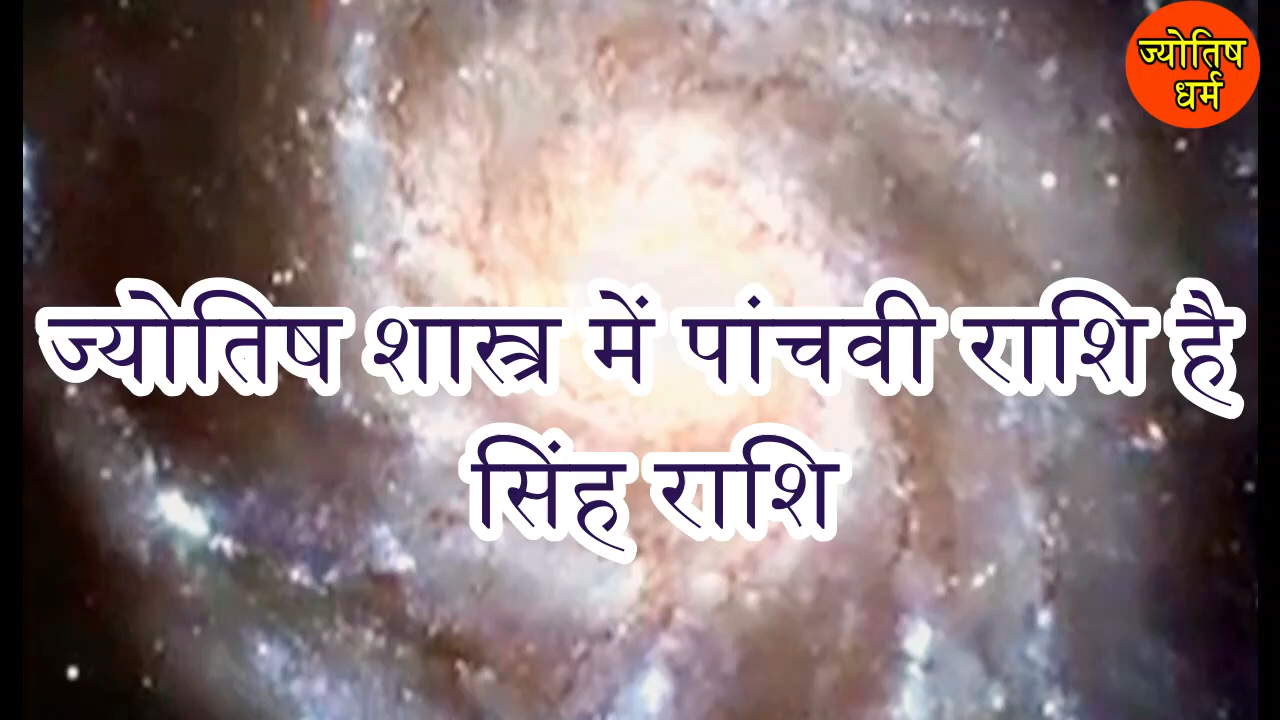 ज्योतिष
धर्म
ज्योतिष शास्त्र में पांचवी राशि है
सिंह राशि